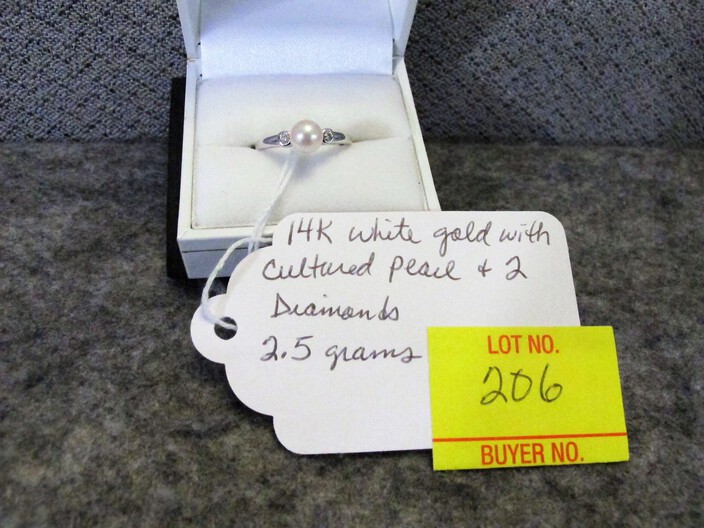 14K white gold with
Cultured Pearl + 2
Diamonds
2.5 grams
LOT NO.
206
BUYER NO.